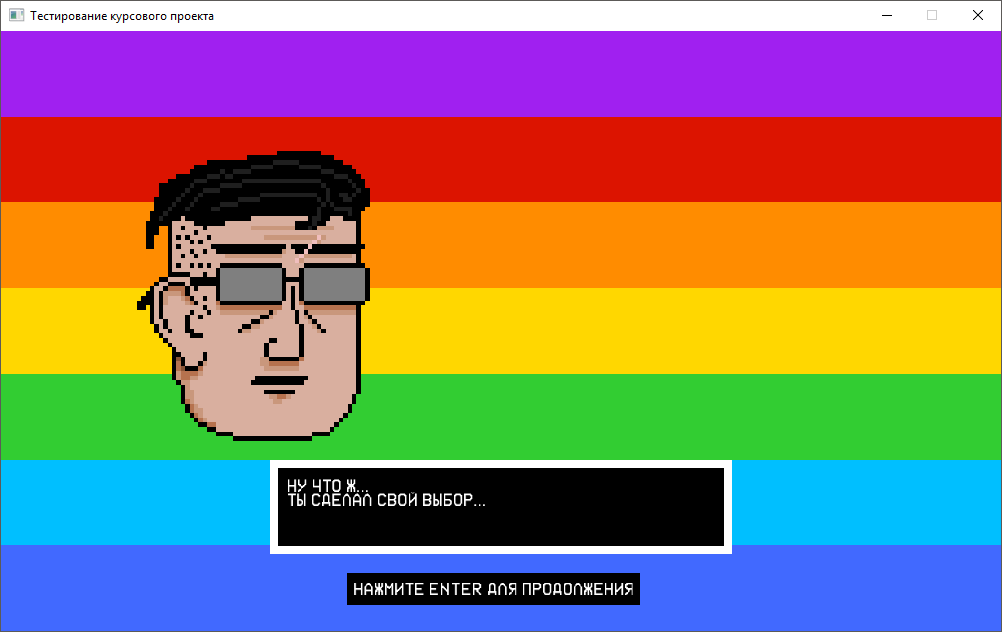 Тестирование курсового проекта
НУ ЧТО Ж...
ТЫ СДЕЛАЛ СВОЙ ВЫБОР...
НАЖМИТЕ ENTER ДЛЯ ПРОДОЛЖЕНИЯ